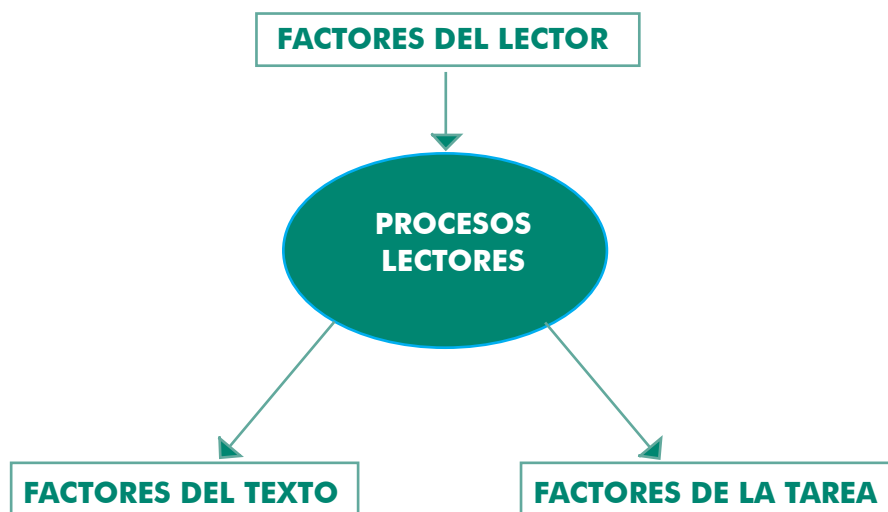 FACTORES DEL LECTOR
PROCESOS
LECTORES
FACTORES DEL TEXTO
FACTORES DE LA TAREA